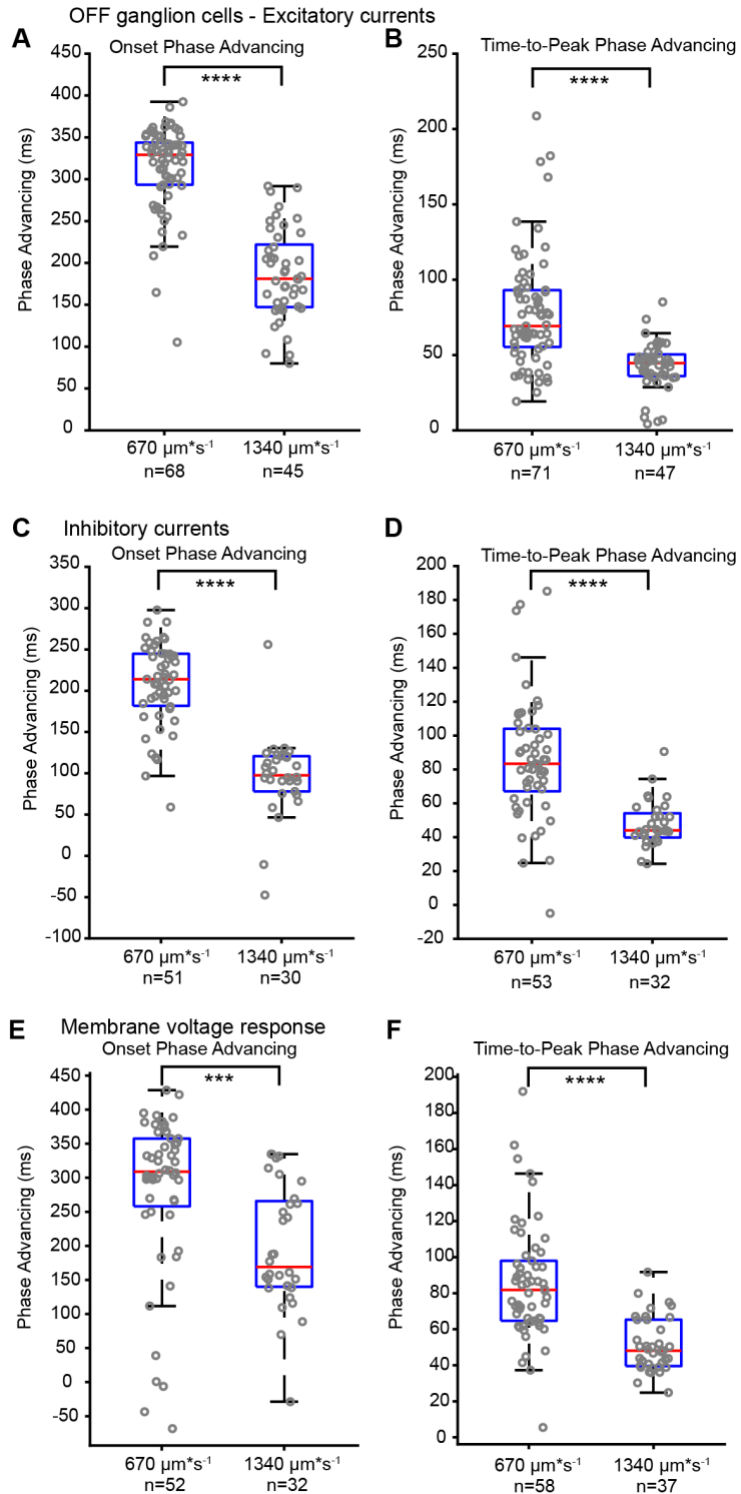 OFF ganglion cells - Excitatory currents
A
Onset Phase Advancing
****
Phase Advancing (ms)
450
400
350
300
250
200
150
100
50
0
670 µm*s⁻¹
n=68
1340 µm*s⁻¹
n=45
B
Time-to-Peak Phase Advancing
****
Phase Advancing (ms)
250
200
150
100
50
0
670 µm*s⁻¹
n=71
1340 µm*s⁻¹
n=47
C
Inhibitory currents
Onset Phase Advancing
****
Phase Advancing (ms)
350
300
250
200
150
100
50
0
-50
-100
670 µm*s⁻¹
n=51
1340 µm*s⁻¹
n=30
D
Time-to-Peak Phase Advancing
****
Phase Advancing (ms)
200
180
160
140
120
100
80
60
40
20
0
-20
670 µm*s⁻¹
n=53
1340 µm*s⁻¹
n=32
E
Membrane voltage response
Onset Phase Advancing
***
Phase Advancing (ms)
450
400
350
300
250
200
150
100
50
0
-50
670 µm*s⁻¹
n=52
1340 µm*s⁻¹
n=32
F
Time-to-Peak Phase Advancing
****
Phase Advancing (ms)
200
180
160
140
120
100
80
60
40
20
0
670 µm*s⁻¹
n=58
1340 µm*s⁻¹
n=37